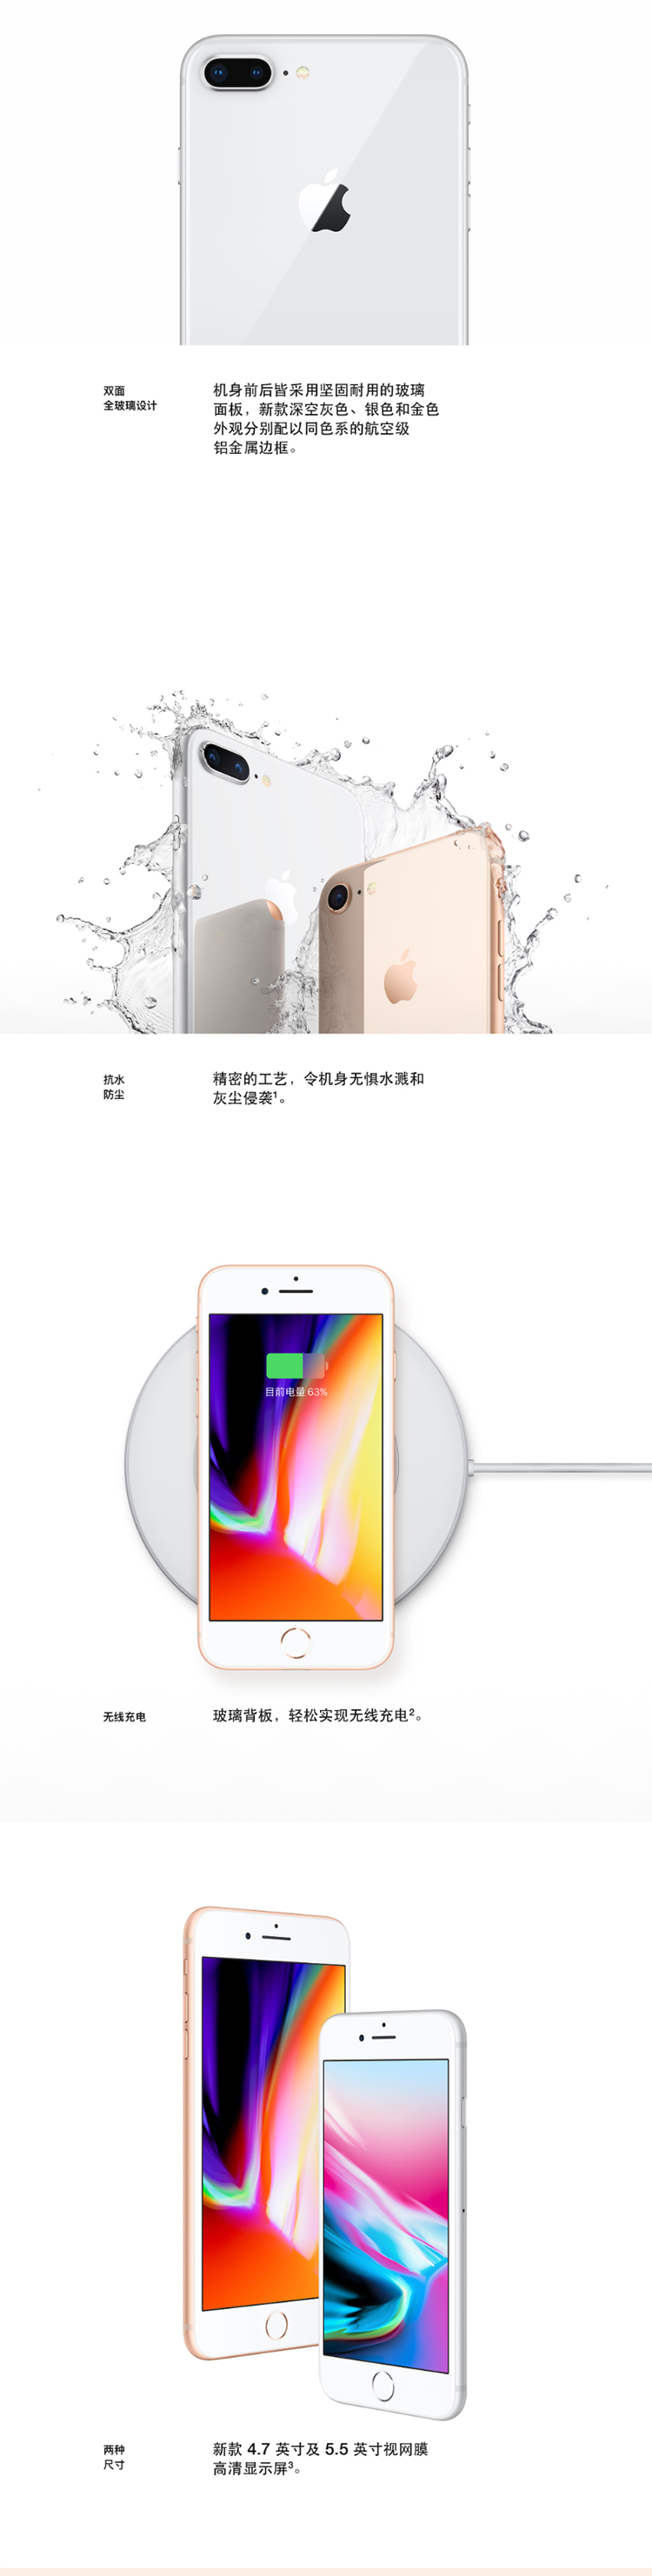 双面
全玻璃设计
机身前后皆采用坚固耐用的玻璃
面板，新款深空灰色、银色和金色
外观分别配以同色系的航空级
铝金属边框。
抗水
防尘
精密的工艺，令机身无惧水溅和
灰尘侵袭¹。
目前电量 63%
无线充电
玻璃背板，轻松实现无线充电²。
两种
尺寸
新款 4.7 英寸及 5.5 英寸视网膜
高清显示屏³。